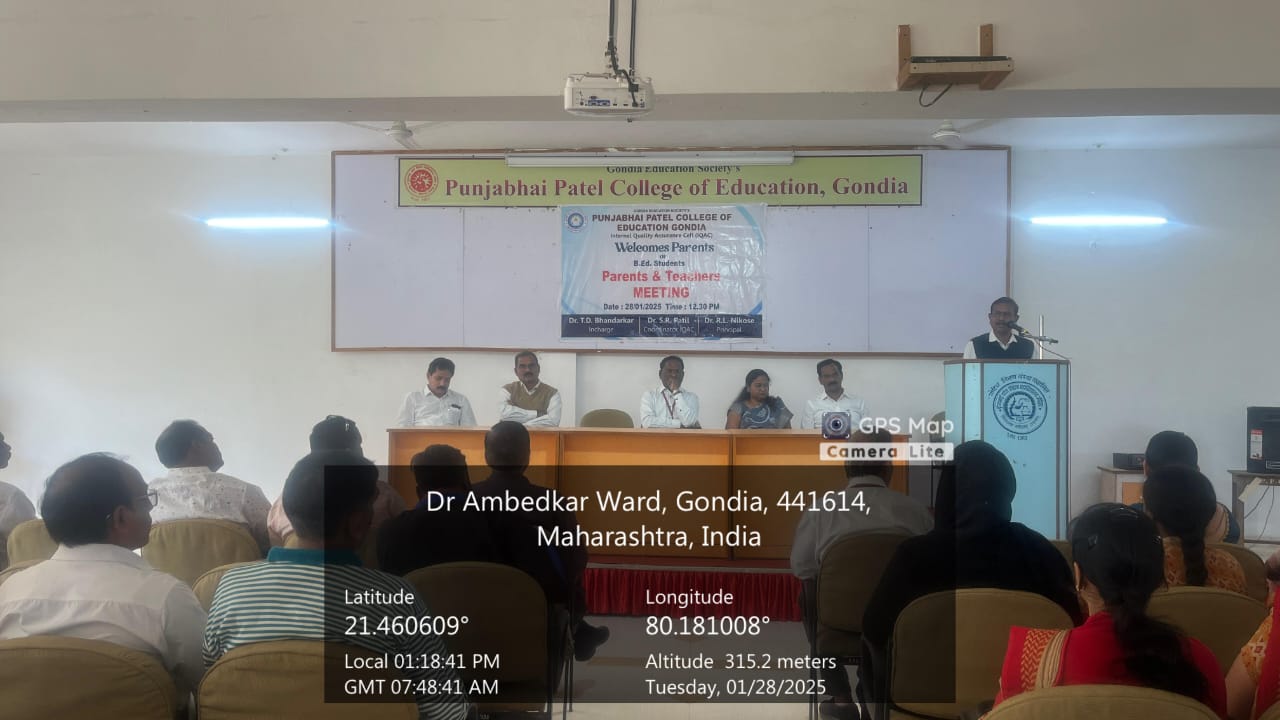 Gondia Education Society's
Punjabhai Patel College of Education, Gondia
GONDIA EDUCATION SOCIETY'S
PUNJABHAI PATEL COLLEGE OF
EDUCATION GONDIA
Internal Quality Assurance Cell (IQAC)
Welcomes Parents
OF
B.Ed. Students
Parents & Teachers
MEETING
Date : 28/01/2025 Time : 12.30 PM
Dr. T.D. Bhandarkar
Incharge
Dr. S.R. Patil
Coordinator IQAC
Dr. R.L. Nikose
Principal
GPS Map
Camera Lite
Dr Ambedkar Ward, Gondia, 441614,
Maharashtra, India
Latitude
21.460609°
Longitude
80.181008°
Local 01:18:41 PM
GMT 07:48:41 AM
Altitude 315.2 meters
Tuesday, 01/28/2025